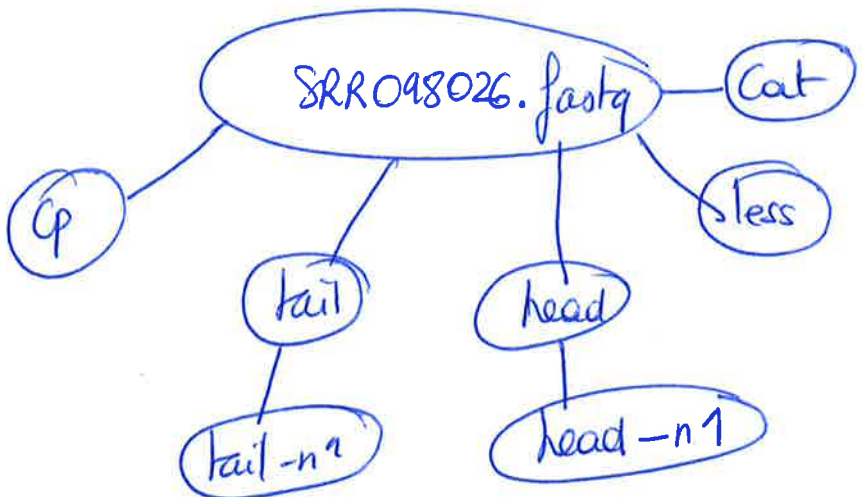 SRR098026.fastq
Cat
Cp
less
tail
head
tail -n1
head -n1